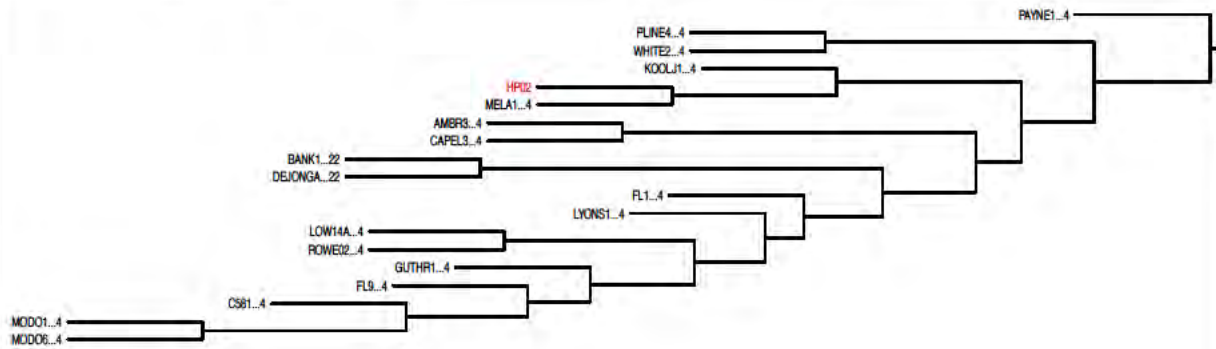 PAYNE1...4
PLINE4...4
WHITE2...4
KOOLJ1...4
HP02
MELA1...4
AMBR3...4
CAPEL3...4
BANK1...22
DEJONGA...22
FL1...4
LYONS1...4
LOW14A...4
ROWE02...4
GUTHR1...4
FL9...4
C581...4
MODO1...4
MODO6...4